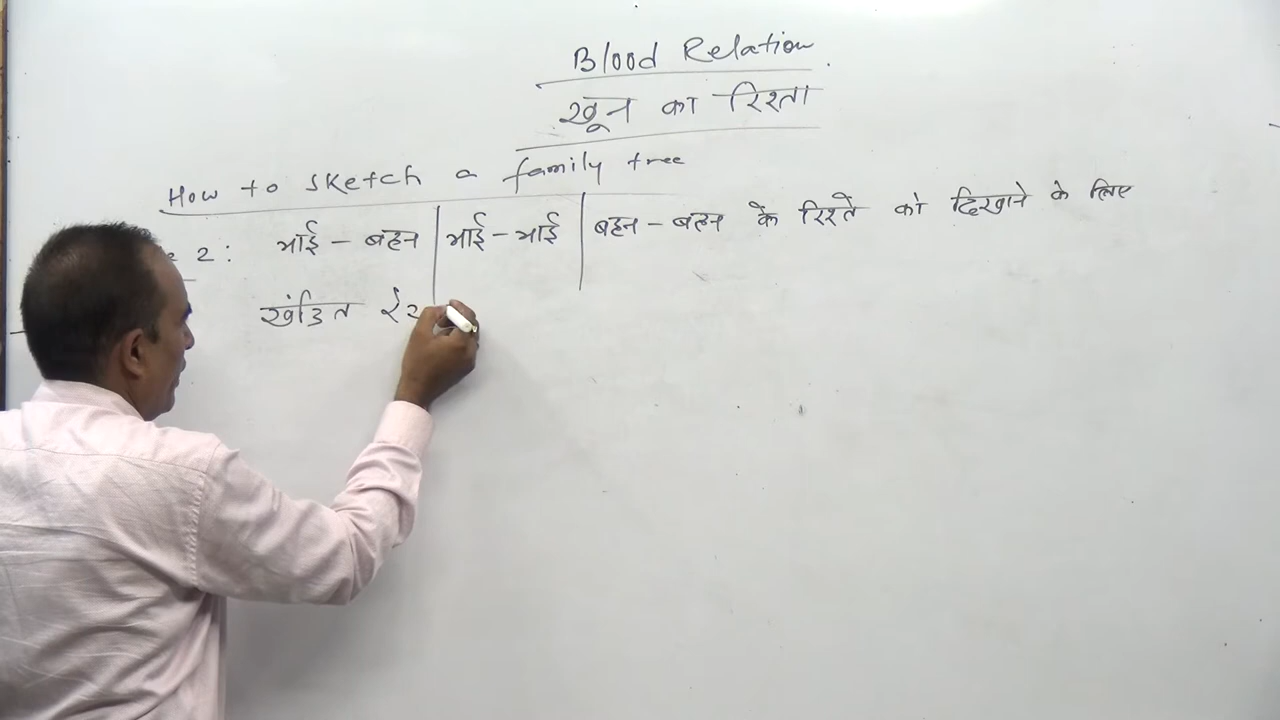 Blood Relation
खून का रिश्ता
How to sketch a family tree
2: भाई - बहन | भाई - भाई | बहन - बहन के रिश्ते को दिखाने के लिए
खंडित